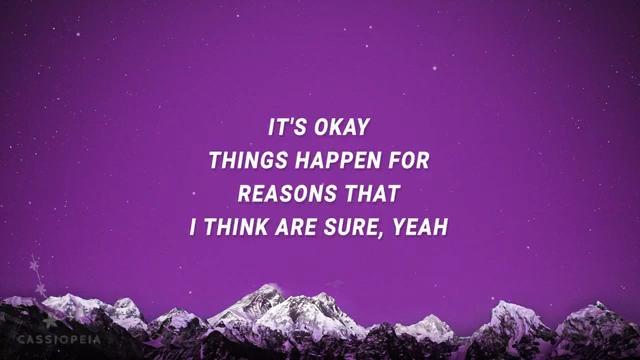 IT'S OKAY
THINGS HAPPEN FOR
REASONS THAT
I THINK ARE SURE, YEAH
CASSIOPEIA